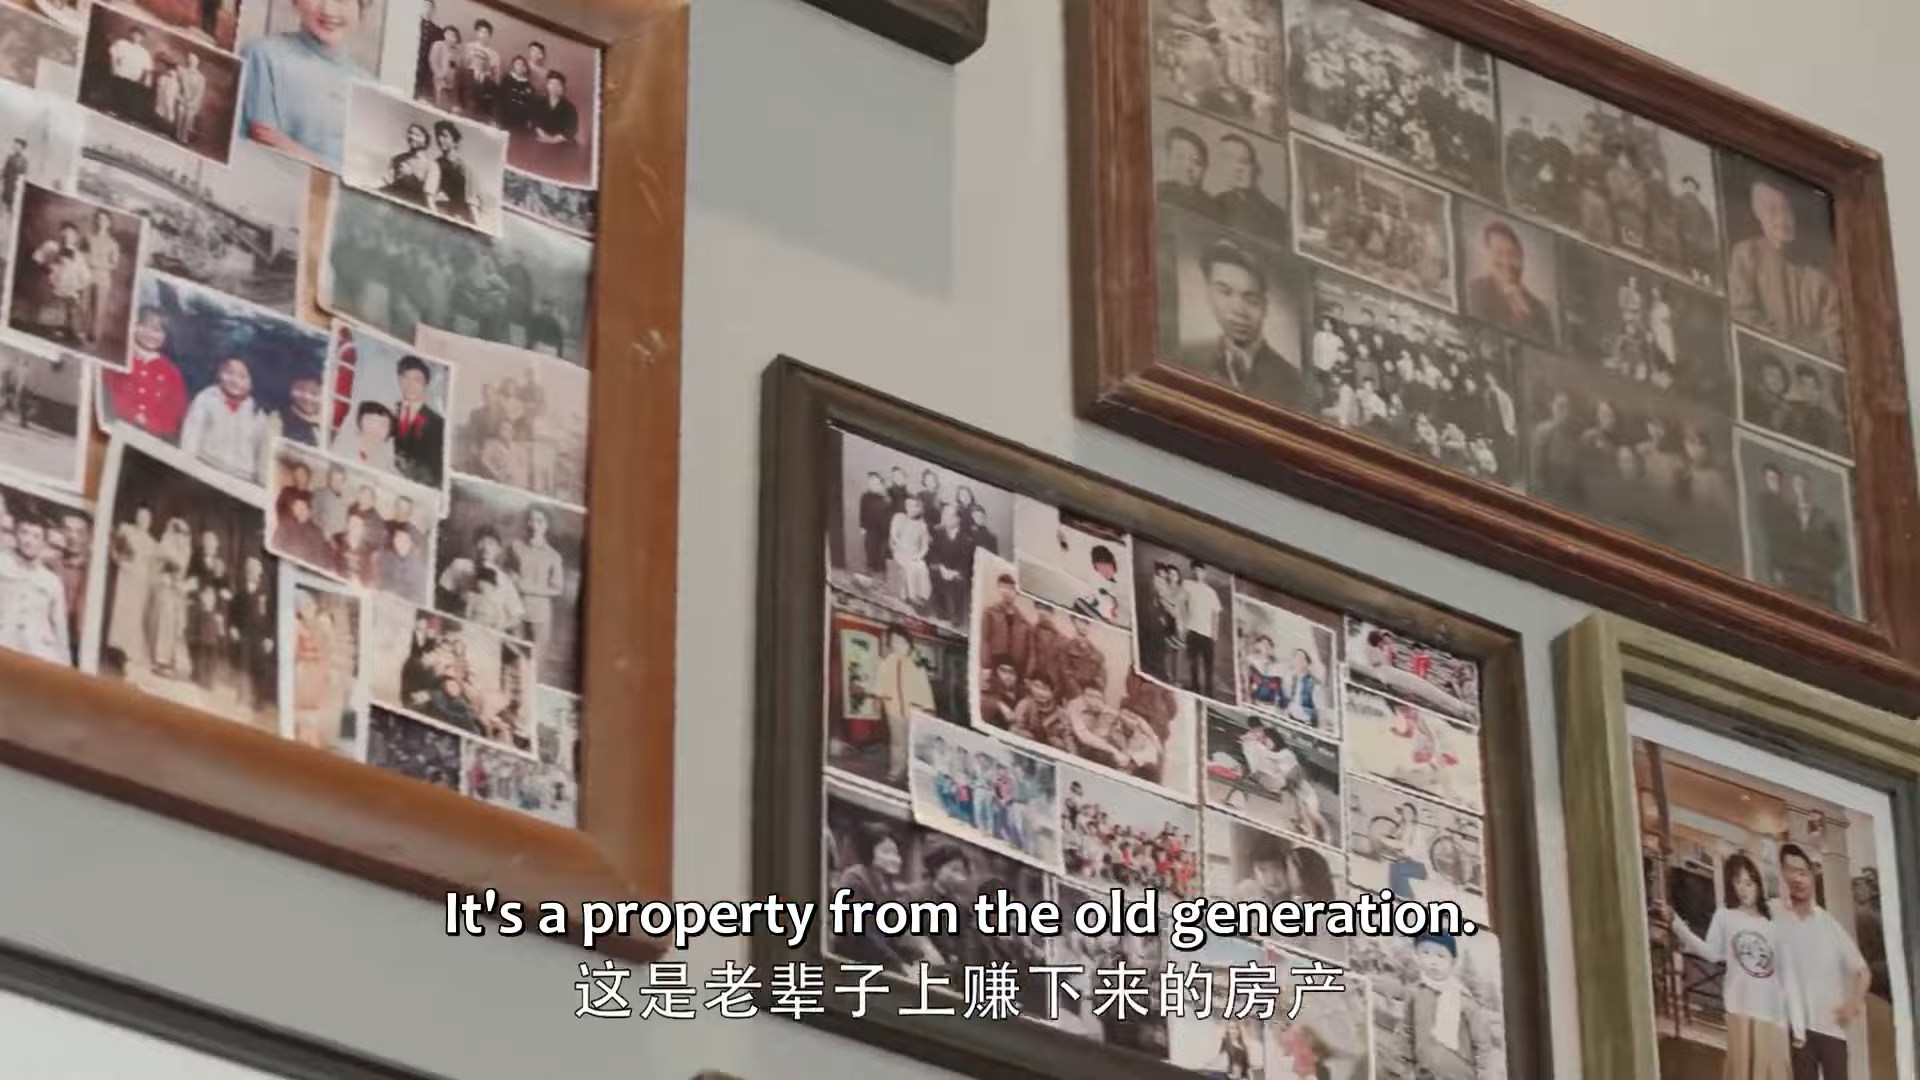 It's a property from the old generation.
这是老辈子上赚下来的房产